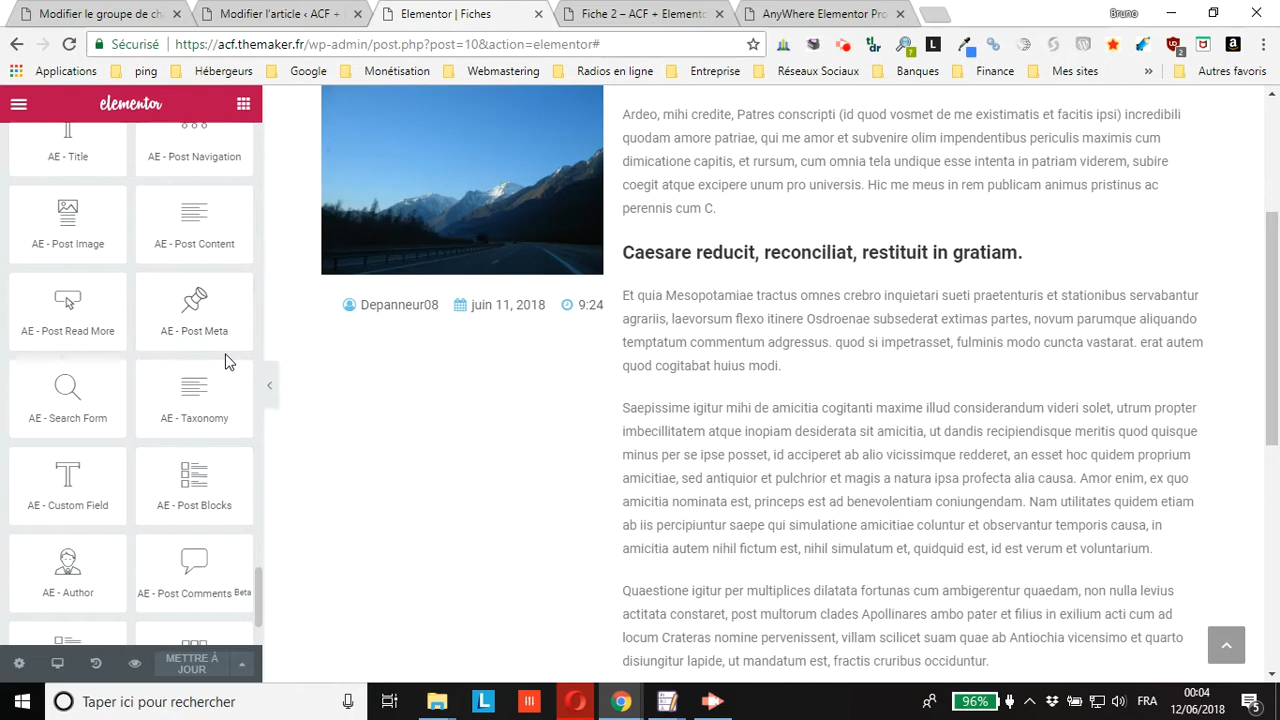 Modifier le groupe de cha
Modifier l'article ‹ ACF +
Elementor | Fiches
Fiche 2 – ACF + Elemento
AnyWhere Elementor Pro
Bruno
Sécurisé
https://acf.themaker.fr/wp-admin/post.php?post=10&action=elementor#
Applications
ping
Hébergeurs
Google
Monétisation
Webmastering
Razones en ligne
Entreprise
Réseaux Sociaux
Banques
»
Autres favoris
elementor
AE - Title
AE - Post Navigation
AE - Post Image
AE - Post Content
AE - Post Read More
AE - Post Meta
AE - Search Form
AE - Taxonomy
AE - Custom Field
AE - Post Blocks
AE - Author
AE - Post Comments Beta
METTRE À
JOUR
Depanneur08 juin 11, 2018 9:24
Ardeo, mihi credite, Patres conscripti (id quod vosmet de me existimatis et facitis ipsi) incredibili
quodam amore patriae, qui me amor et subvenire olim impendentibus periculis maximis cum
dimicatione capitis, et rursum, cum omnia tela undique esse intenta in patriam viderem, subire
coegit atque excipere unum pro universis. Hic me meus in rem publicam animus pristinus ac
perennis cum C.
Caesare reducit, reconciliat, restituit in gratiam.
Et quia Mesopotamiae tractus omnes crebro inquietari sueti praetenturis et stationibus servabantur
agrariis, laevorsum flexo itinere Osdroenae subsederat extimas partes, novum parumque aliquando
temptatum commentum adgressus. quod si impetrasset, fulminis modo cuncta vastarat. erat autem
quod cogitabat huius modi.
Saepissime igitur mihi de amicitia cogitanti maxime illud considerandum videri solet, utrum propter
imbecillitatem atque inopiam desiderata sit amicitia, ut dandis recipiendisque meritis quod quisque
minus per se ipse posset, id acciperet ab alio vicissimque redderet, an esset hoc quidem proprium
amicitiae, sed antiquior et pulchrior et magis a natura ipsa profecta alia causa. Amor enim, ex quo
amicitia nominata est, princeps est ad benevolentiam coniungendam. Nam utilitates quidem etiam
ab iis percipiuntur saepe qui simulatione amicitiae coluntur et observantur temporis causa, in
amicitia autem nihil fictum est, nihil simulatum et, quidquid est, id est verum et voluntarium.
Quaestione igitur per multiplices dilatata fortunas cum ambigerentur quaedam, non nulla levius
actitata constaret, post multorum clades Apollinares ambo pater et filius in exilium acti cum ad
locum Crateras nomine pervenissent, villam scilicet suam quae ab Antiochia vicensimo et quarto
disiungitur lapide, ut mandatum est, fractis cruribus occiduntur.
Taper ici pour rechercher
96%
FRA
00:04
12/06/2018
5